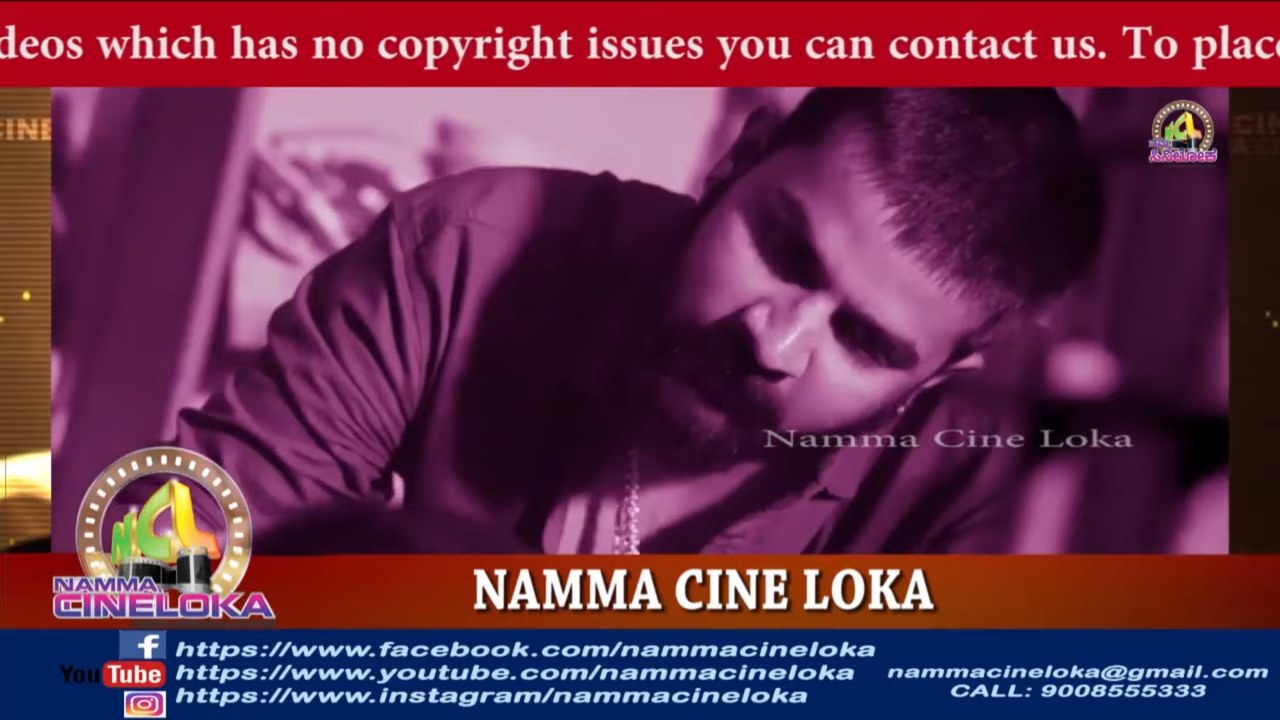 deos which has no copyright issues you can contact us. To place
NCL
ಸಿನಿಲೋಕ
Namma Cine Loka
NCL
NAMMA
CINELOKA
NAMMA CINE LOKA
f https://www.facebook.com/nammacineloka
YouTube https://www.youtube.com/nammacineloka
https://www.instagram/nammacineloka
nammacineloka@gmail.com
CALL: 9008555333